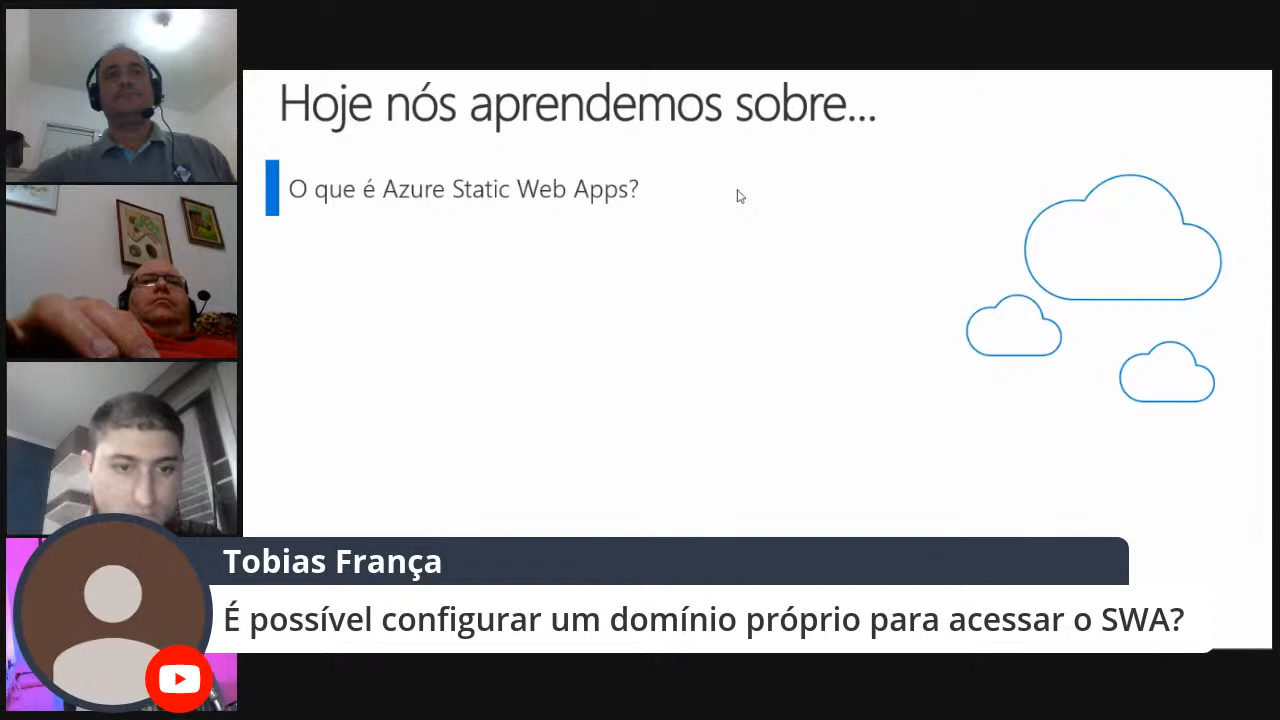 Hoje nós aprendemos sobre...
O que é Azure Static Web Apps?
Tobias França
É possível configurar um domínio próprio para acessar o SWA?